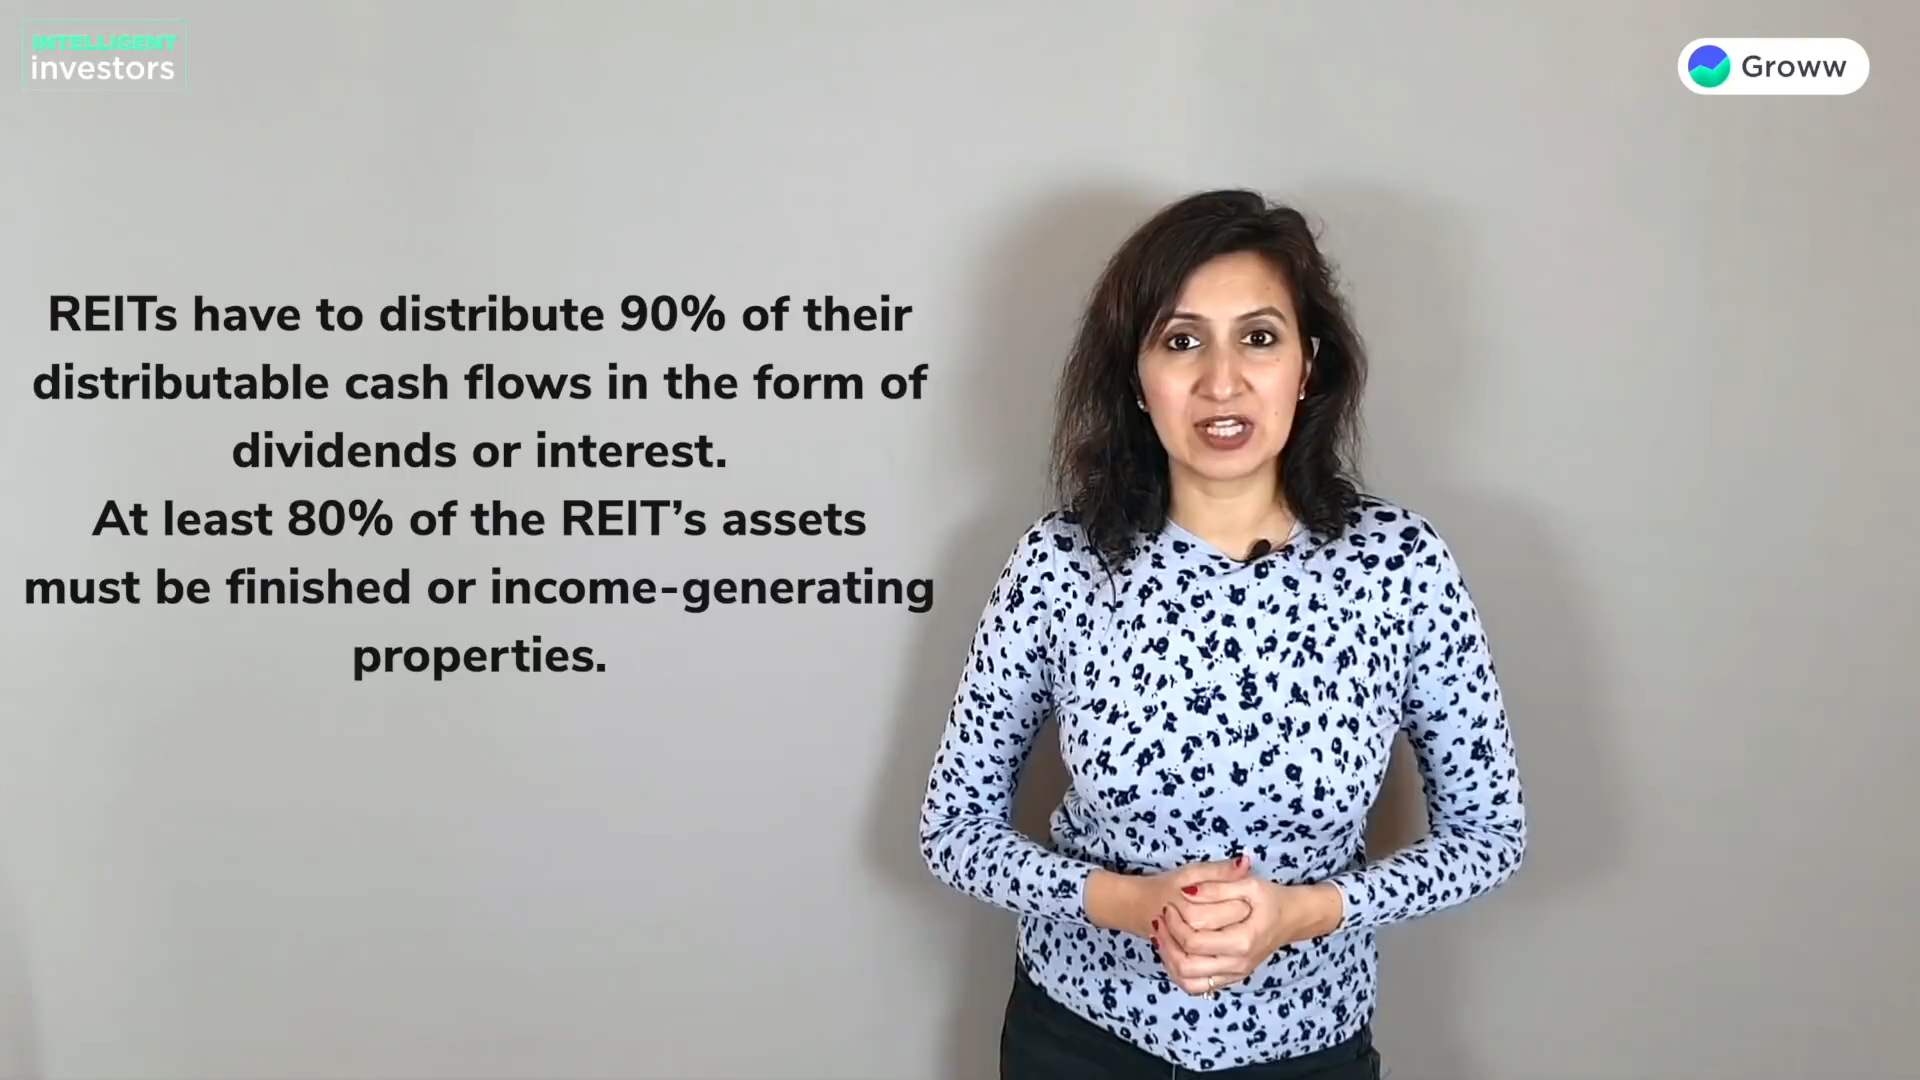 INTELLIGENT
investors
Groww
REITs have to distribute 90% of their
distributable cash flows in the form of
dividends or interest.
At least 80% of the REIT’s assets
must be finished or income-generating
properties.